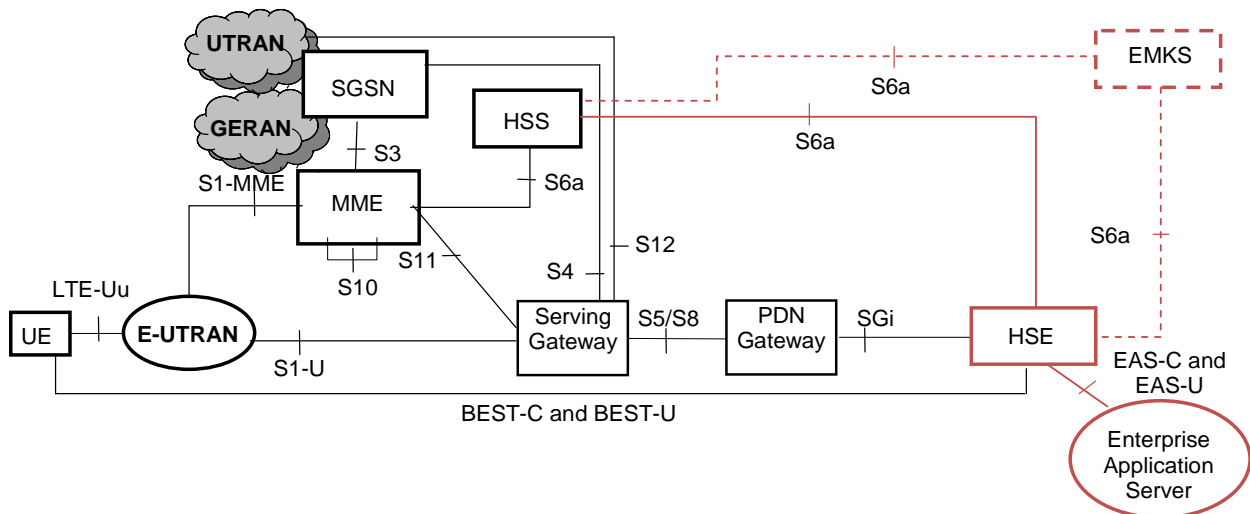 UTRAN
SGSN
GERAN
S3
S1-MME
MME
S10
S11
HSS
S6a
S6a
S6a
EMKS
S6a
S12
S4
LTE-Uu
UE
E-UTRAN
S1-U
Serving
Gateway
S5/S8
PDN
Gateway
SGi
HSE
EAS-C and
EAS-U
BEST-C and BEST-U
Enterprise
Application
Server